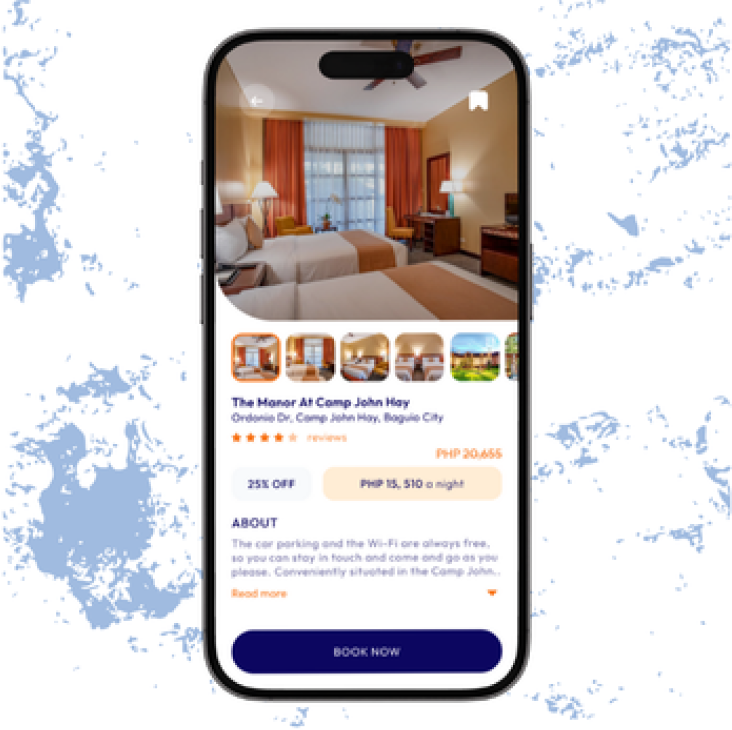 The Manor At Camp John Hay
Ordonio Dr, Camp John Hay, Baguio City
reviews
PHP 20,655
25% OFF
PHP 15, 510 a night
ABOUT
The car parking and the Wi-Fi are always free,
so you can stay in touch and come and go as you
please. Conveniently situated in the Camp John..
Read more
BOOK NOW